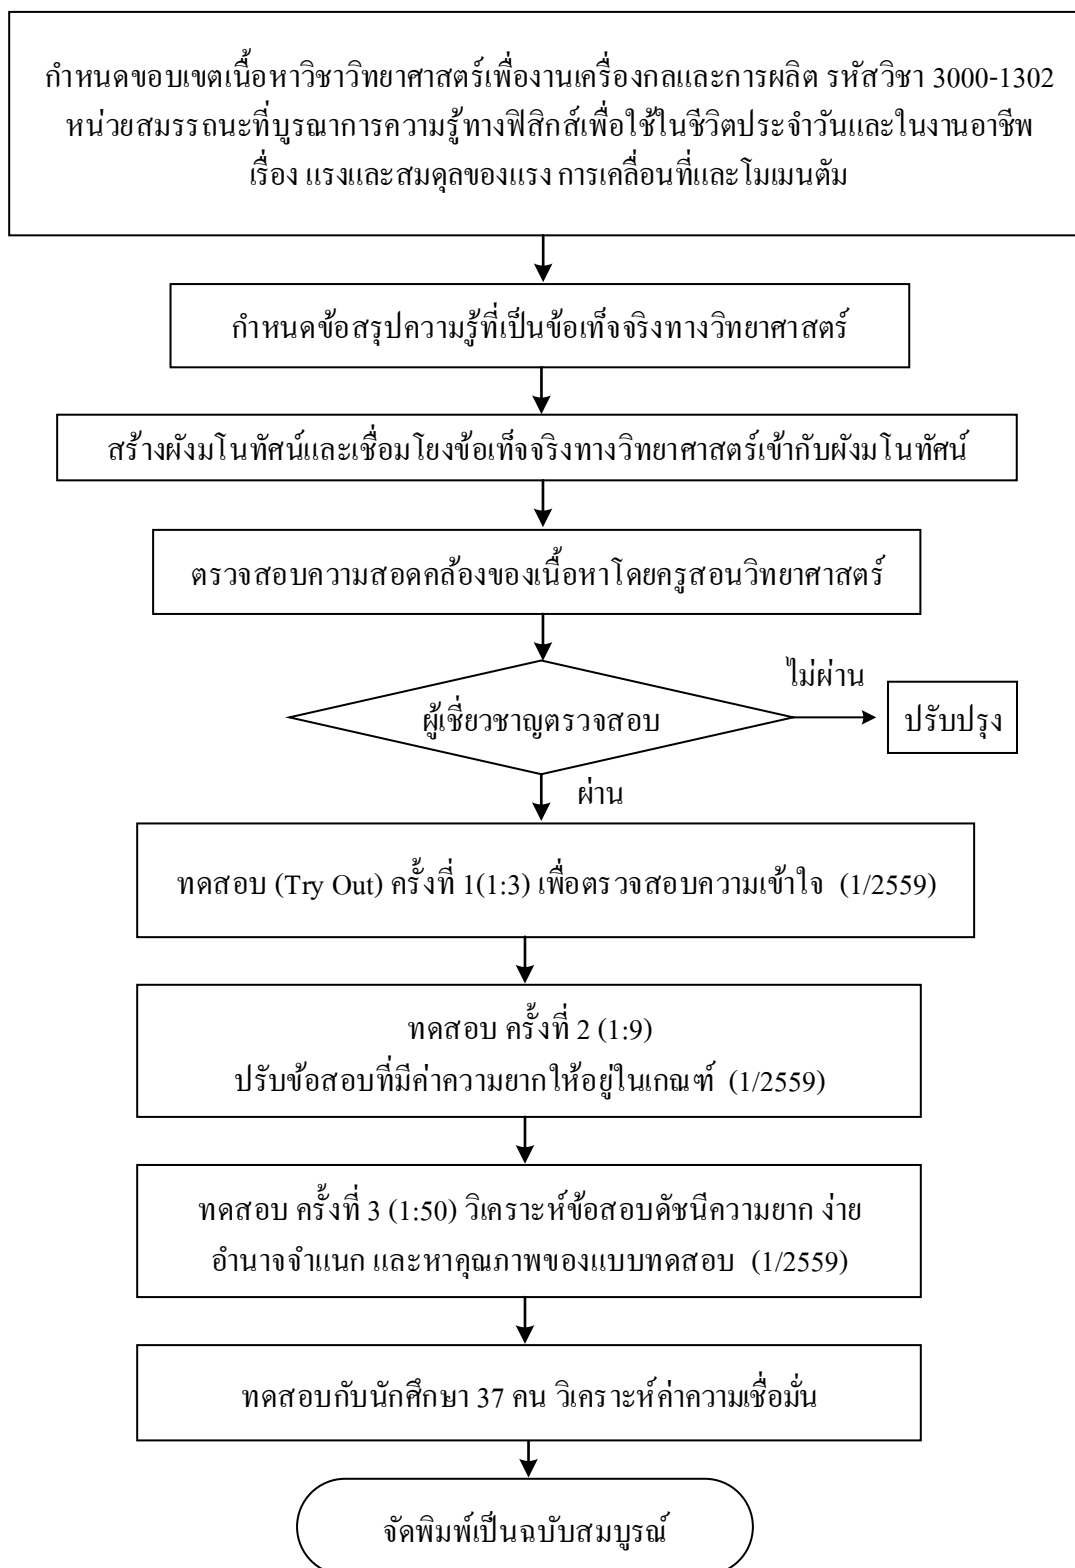 กำหนดขอบเขตเนื้อหาวิชาวิทยาศาสตร์เพื่องานเครื่องกลและการผลิต รหัสวิชา 3000-1302
หน่วยสมรรถนะที่บูรณาการความรู้ทางฟิสิกส์เพื่อใช้ในชีวิตประจำวันและในงานอาชีพ
เรื่อง แรงและสมดุลของแรง การเคลื่อนที่และโมเมนตัม
กำหนดข้อสรุปความรู้ที่เป็นข้อเท็จจริงทางวิทยาศาสตร์
สร้างผังมโนทัศน์และเชื่อมโยงข้อเท็จจริงทางวิทยาศาสตร์เข้ากับผังมโนทัศน์
ตรวจสอบความสอดคล้องของเนื้อหาโดยครูสอนวิทยาศาสตร์
ผู้เชี่ยวชาญตรวจสอบ
ไม่ผ่าน
ปรับปรุง
ผ่าน
ทดสอบ (Try Out) ครั้งที่ 1(1:3) เพื่อตรวจสอบความเข้าใจ (1/2559)
ทดสอบ ครั้งที่ 2 (1:9)
ปรับข้อสอบที่มีค่าความยากให้อยู่ในเกณฑ์ (1/2559)
ทดสอบ ครั้งที่ 3 (1:50) วิเคราะห์ข้อสอบดัชนีความยาก ง่าย
อำนาจจำแนก และหาคุณภาพของแบบทดสอบ (1/2559)
ทดสอบกับนักศึกษา 37 คน วิเคราะห์ค่าความเชื่อมั่น
จัดพิมพ์เป็นฉบับสมบูรณ์